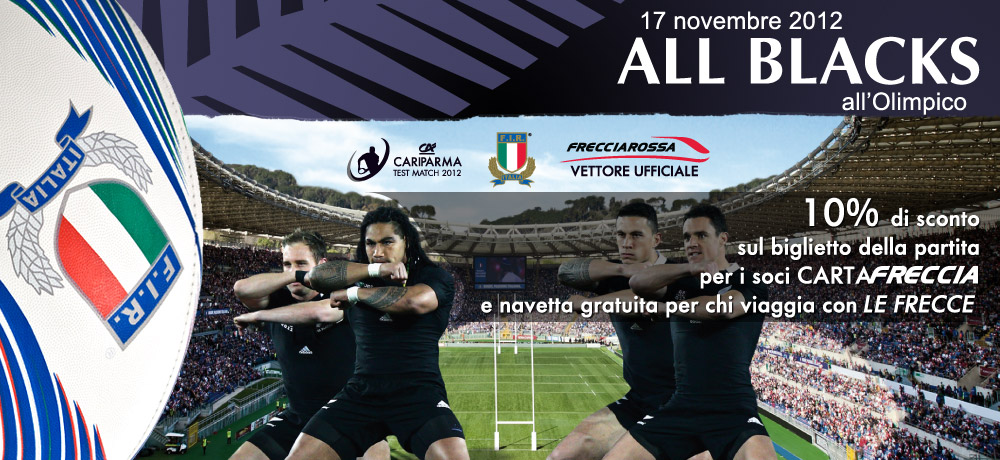 17 novembre 2012
ALL BLACKS
all'Olimpico
CARIPARMA
TEST MATCH 2012
F.I.R.
ITALIA
FRECCIAROSSA
VETTORE UFFICIALE
10% di sconto
sul biglietto della partita
per i soci CARTAFRECCIA
e navetta gratuita per chi viaggia con LE FRECCE
ITALIA
F.I.R.